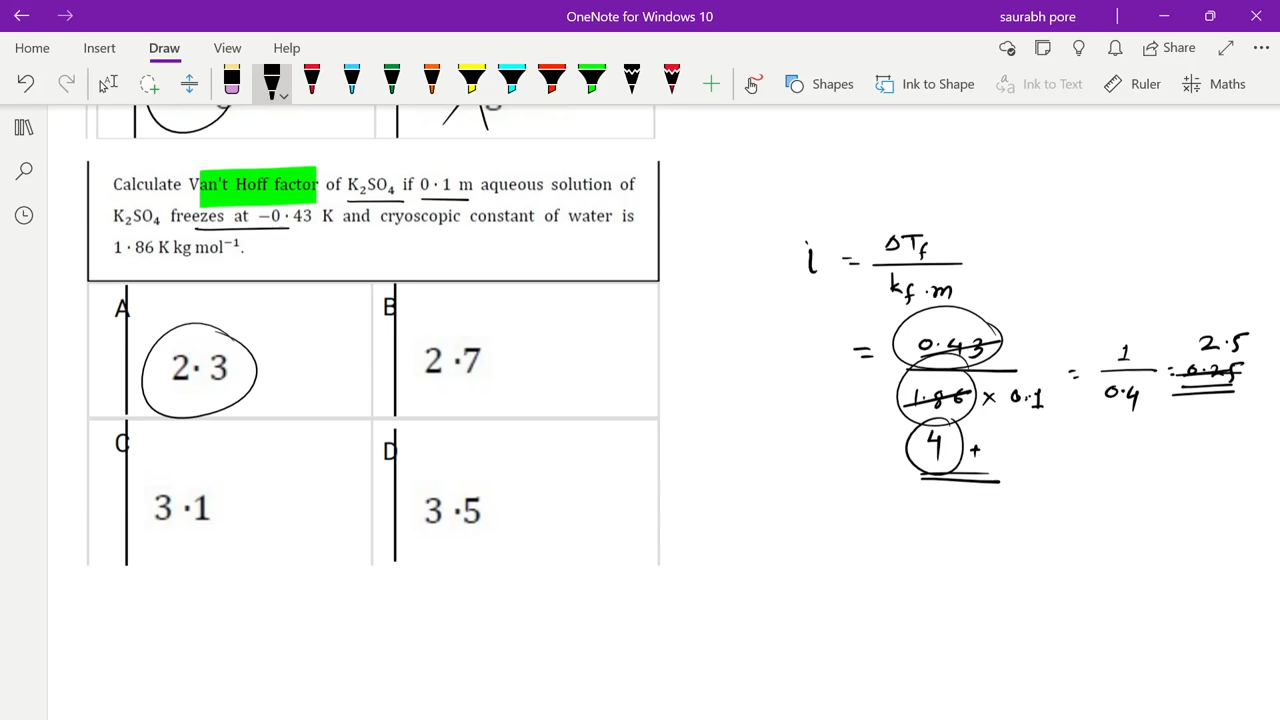 OneNote for Windows 10
saurabh pore
Home Insert Draw View Help
Share
Shapes
Ink to Shape
Ink to Text
Ruler
Maths
Calculate Van't Hoff factor of K₂SO₄ if 0·1 m aqueous solution of
K₂SO₄ freezes at −0·43 K and cryoscopic constant of water is
1·86 K kg mol⁻¹.
A
2·3
B
2·7
C
3·1
D
3·5
i = ΔTf
kf·m
= 0·43
1·86 × 0·1
4 +
= 1
0·4
= 0·25
2·5